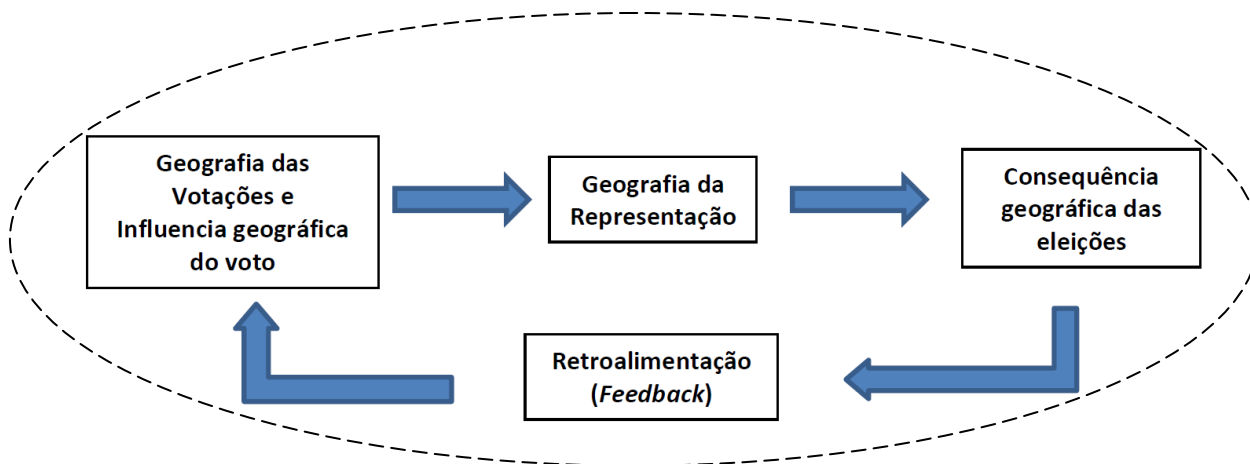 Geografia das
Votações e
Influencia geográfica
do voto
Geografia da
Representação
Consequência
geográfica das
eleições
Retroalimentação
(Feedback)